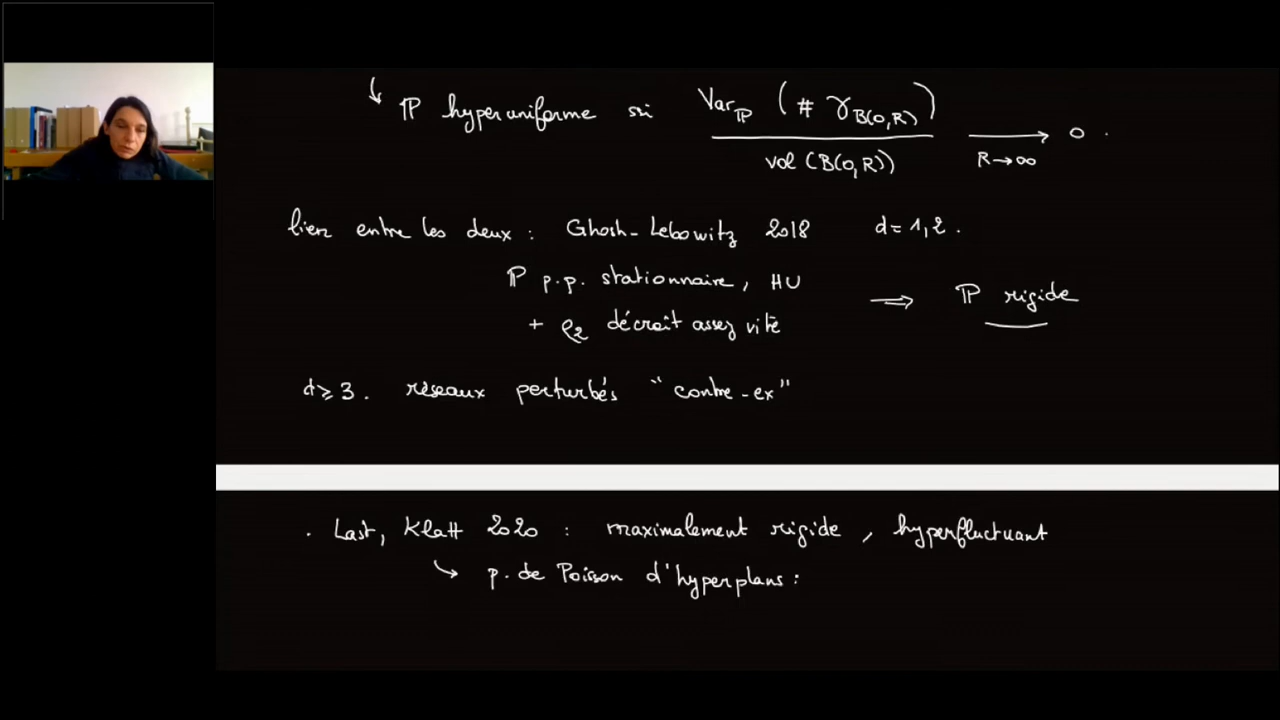 ↳ ℙ hyperuniforme ssi Var_ℙ (# γ_B(0,R)) / vol (B(0,R)) → 0 . R→∞
lien entre les deux : Ghosh-Lebowitz 2018 d=1,2.
ℙ p.p. stationnaire, HU
+ ρ₂ décroît assez vite ⟹ ℙ rigide
d≥3. réseaux perturbés "contre-ex"
. Last, Klatt 2020 : maximalement rigide, hyperfluctuant
↳ p. de Poisson d'hyperplans :